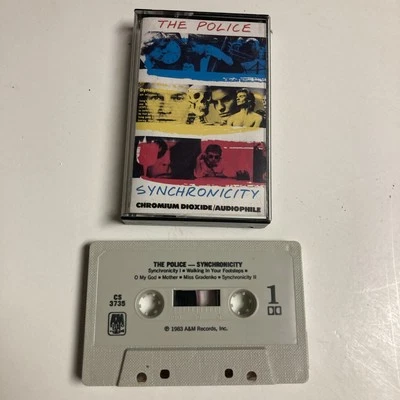 THE POLICE
SYNCHRONICITY
CHROMIUM DIOXIDE/AUDIOPHILE
THE POLICE — SYNCHRONICITY
Synchronicity I • Walking In Your Footsteps •
O My God • Mother • Miss Gradenko • Synchronicity II
CS
3735
1
℗ 1983 A&M Records, Inc.